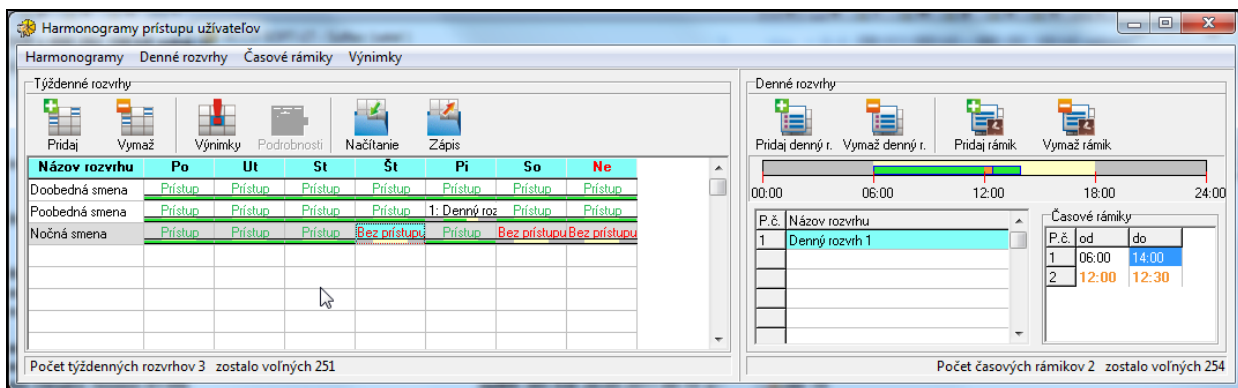 Harmonogramy prístupu užívateľov
Harmonogramy Denné rozvrhy Časové rámiky Výnimky
Týždenné rozvrhy
Pridaj Vymaž Výnimky Podrobnosti Načítanie Zápis
Názov rozvrhu Po Ut St Št Pi So Ne
Doobedná smena Prístup Prístup Prístup Prístup Prístup Prístup Prístup
Poobedná smena Prístup Prístup Prístup Prístup 1: Denný roz Prístup Prístup
Nočná smena Prístup Prístup Prístup Bez prístupu Prístup Bez prístupu Bez prístupu
Počet týždenných rozvrhov 3 zostalo voľných 251
Denné rozvrhy
Pridaj denný r. Vymaž denný r. Pridaj rámik Vymaž rámik
00:00 06:00 12:00 18:00 24:00
P.č. Názov rozvrhu
1 Denný rozvrh 1
Časové rámiky
P.č. od do
1 06:00 14:00
2 12:00 12:30
Počet časových rámikov 2 zostalo voľných 254